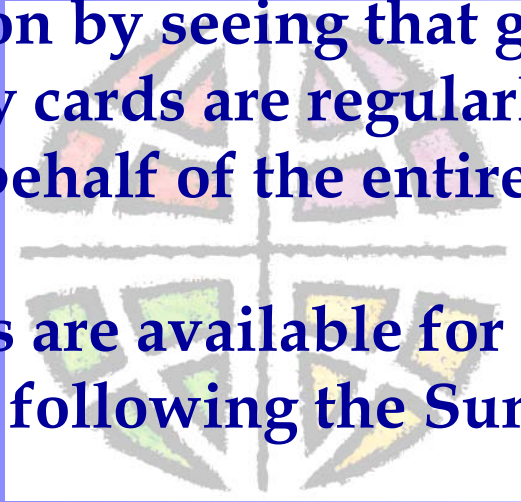 on by seeing that g
y cards are regularl
behalf of the entire
s are available for
following the Sun